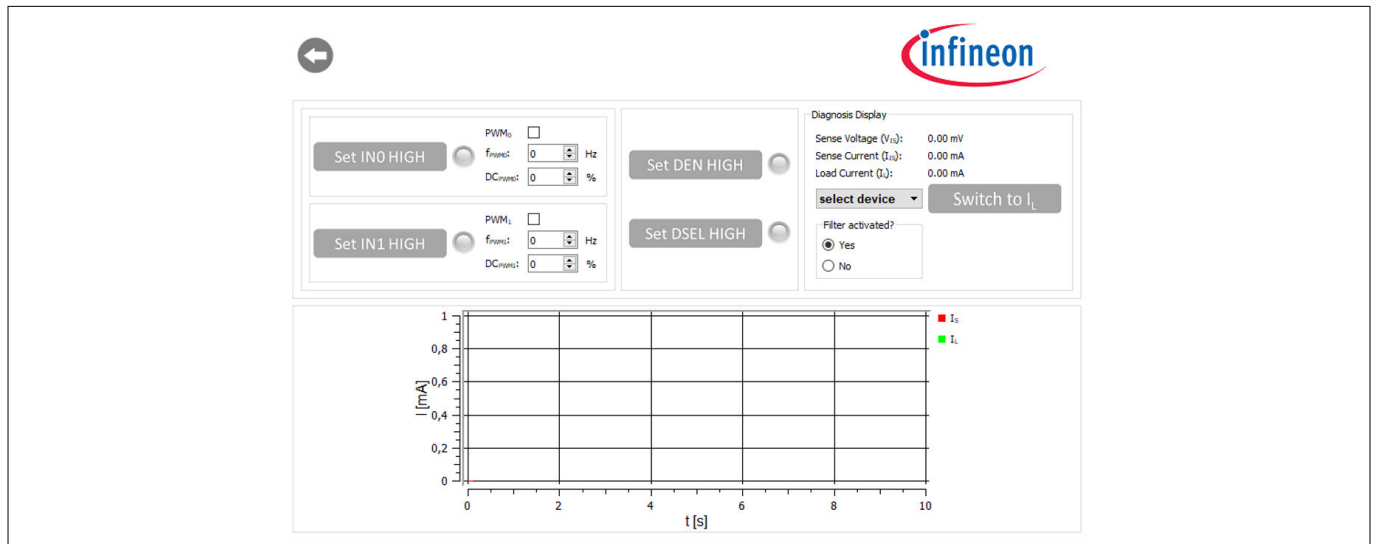 infineon
Set IN0 HIGH
PWM₀
fPWM0: 0 Hz
DCPWM0: 0 %
Set IN1 HIGH
PWM₁
fPWM1: 0 Hz
DCPWM1: 0 %
Set DEN HIGH
Set DSEL HIGH
Diagnosis Display
Sense Voltage (VIS): 0.00 mV
Sense Current (IIS): 0.00 mA
Load Current (IL): 0.00 mA
select device
Switch to IL
Filter activated?
Yes
No
I [mA]
1
0,8
0,6
0,4
0,2
0
0 2 4 6 8 10
t [s]
IS
IL